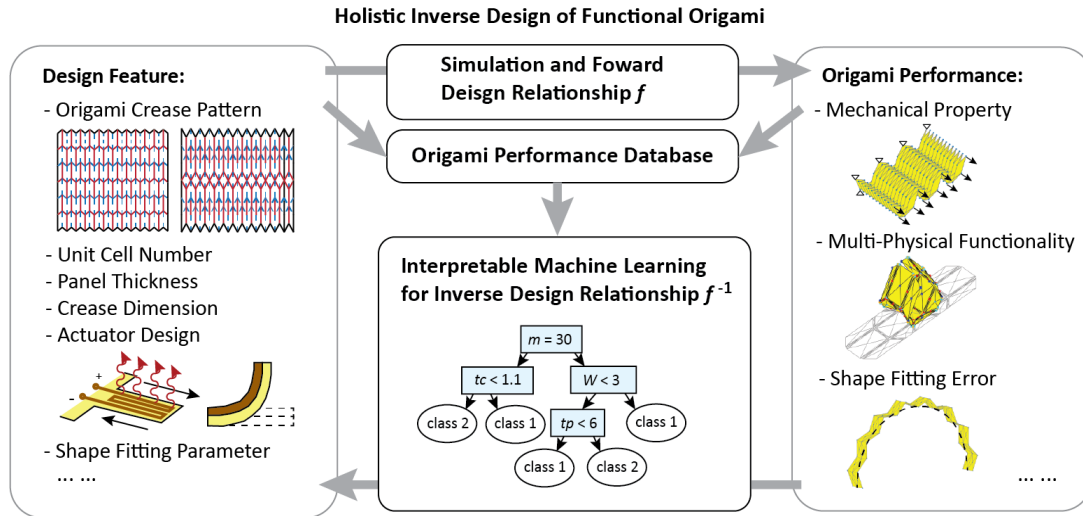 Holistic Inverse Design of Functional Origami
Design Feature:
- Origami Crease Pattern
- Unit Cell Number
- Panel Thickness
- Crease Dimension
- Actuator Design
+
-
- Shape Fitting Parameter
... ...
Simulation and Foward
Deisgn Relationship f
Origami Performance Database
Interpretable Machine Learning
for Inverse Design Relationship f⁻¹
m = 30
tc < 1.1
W < 3
class 2
class 1
tp < 6
class 1
class 1
class 2
Origami Performance:
- Mechanical Property
- Multi-Physical Functionality
- Shape Fitting Error
... ...